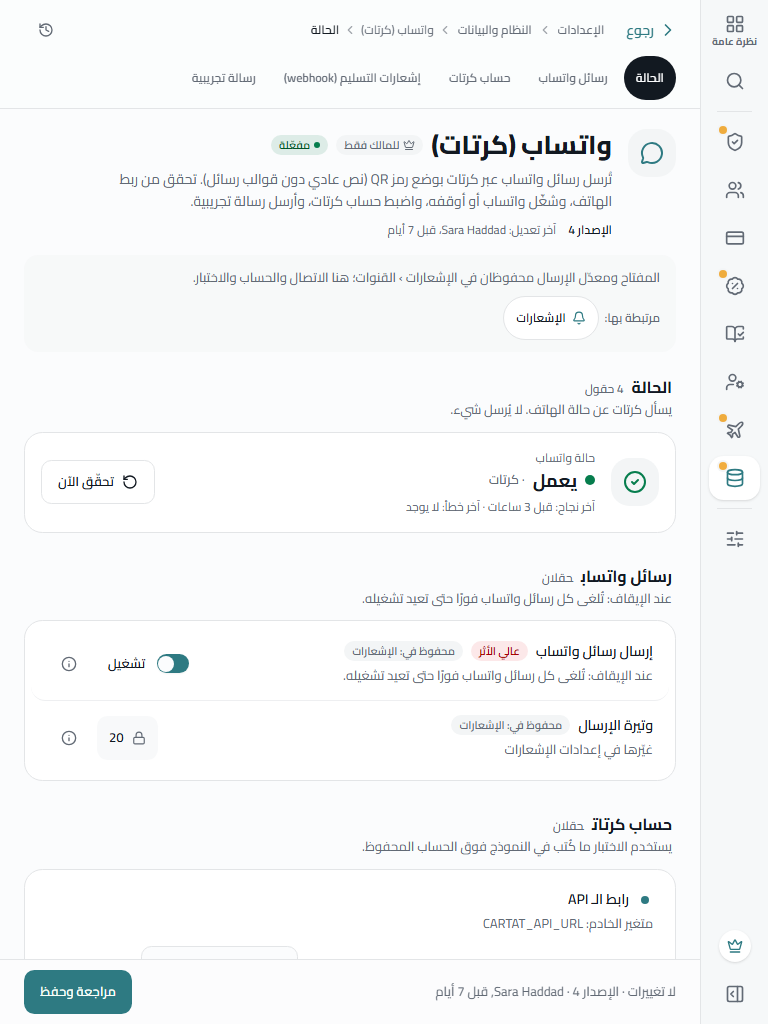 نظرة عامة
رجوع
الإعدادات
النظام والبيانات
واتساب (كرتات)
الحالة
الحالة
رسائل واتساب
حساب كرتات
إشعارات التسليم (webhook)
رسالة تجريبية
واتساب (كرتات)
للمالك فقط
مفعّلة
تُرسل رسائل واتساب عبر كرتات بوضع رمز QR (نص عادي دون قوالب رسائل). تحقق من ربط
الهاتف، وشغّل واتساب أو أوقفه، واضبط حساب كرتات، وأرسل رسالة تجريبية.
الإصدار 4
آخر تعديل: Sara Haddad، قبل 7 أيام
المفتاح ومعدّل الإرسال محفوظان في الإشعارات › القنوات؛ هنا الاتصال والحساب والاختبار.
مرتبطة بها:
الإشعارات
الحالة
4 حقول
يسأل كرتات عن حالة الهاتف. لا يُرسل شيء.
حالة واتساب
يعمل
· كرتات
آخر نجاح: قبل 3 ساعات · آخر خطأ: لا يوجد
تحقّق الآن
رسائل واتساب
حقلان
عند الإيقاف: تُلغى كل رسائل واتساب فورًا حتى تعيد تشغيله.
إرسال رسائل واتساب
عالي الأثر
محفوظ في: الإشعارات
عند الإيقاف: تُلغى كل رسائل واتساب فورًا حتى تعيد تشغيله.
تشغيل
وتيرة الإرسال
محفوظ في: الإشعارات
غيّرها في إعدادات الإشعارات
20
حساب كرتات
حقلان
يستخدم الاختبار ما كُتب في النموذج فوق الحساب المحفوظ.
رابط الـ API
متغير الخادم: CARTAT_API_URL
لا تغييرات · الإصدار 4 · Sara Haddad, قبل 7 أيام
مراجعة وحفظ